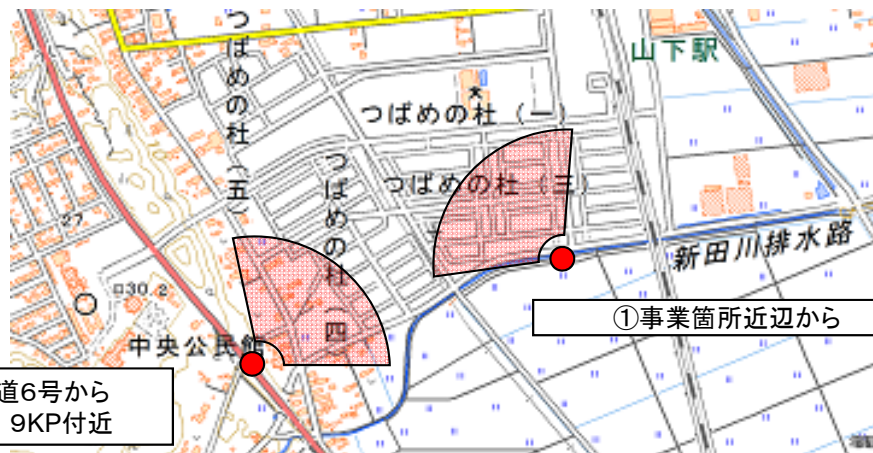 つばめの杜（五）
山下駅
文
つばめの杜（一）
つばめの杜（三）
つばめの杜（四）
27
30.2
中央公民館
新田川排水路
①事業箇所近辺から
道6号から
9KP付近